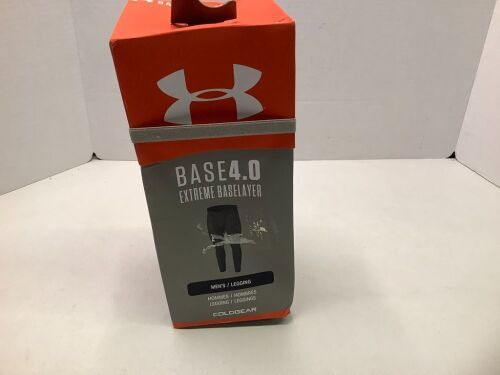 BASE4.0
EXTREME BASELAYER
MEN'S / LEGGING
HOMMES / HOMBRES
LEGGING / LEGGINGS
COLDGEAR